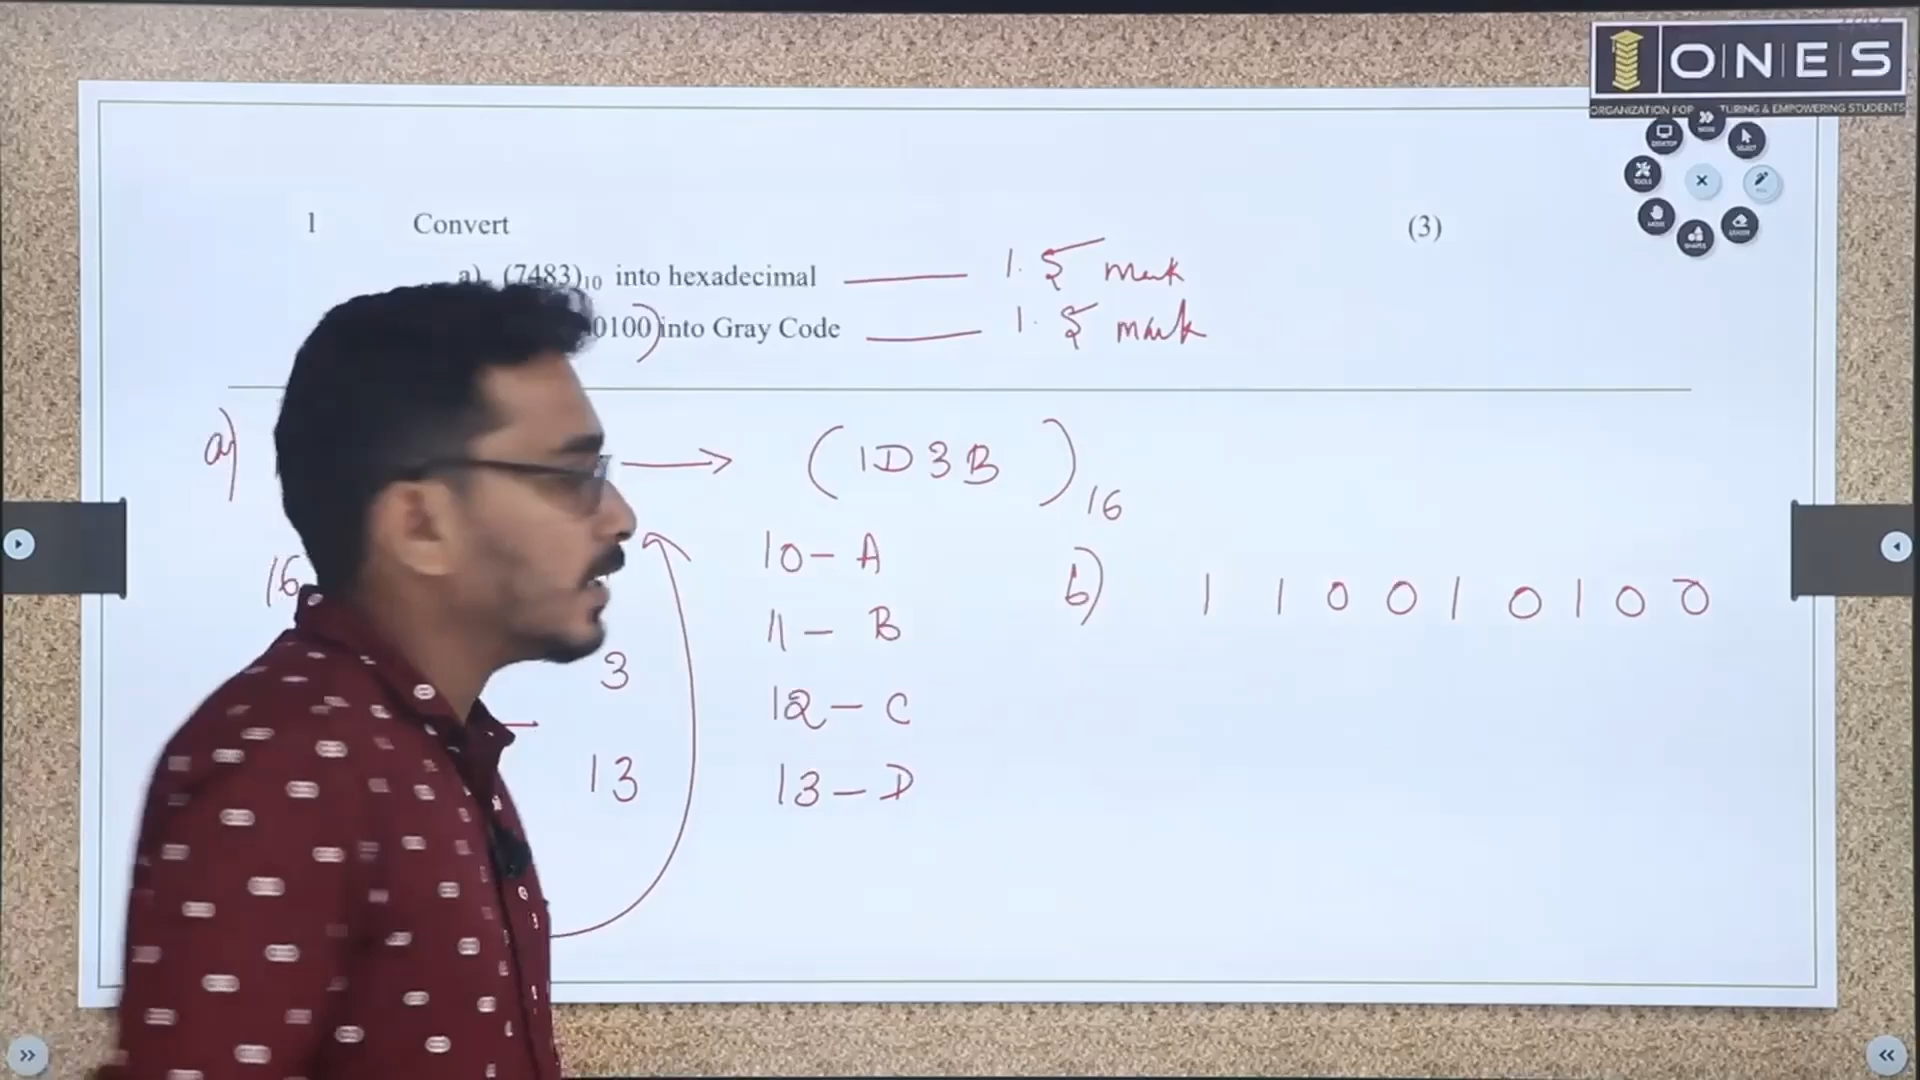 ONES
ORGANIZATION FOR TURING & EMPOWERING STUDENTS
1 Convert (3)
a) (7483)10 into hexadecimal 1.5 mark
0100) into Gray Code 1.5 mark
a) → (1D3B)16
16
10 - A
b) 1 1 0 0 1 0 1 0 0
11 - B
3
12 - C
13
13 - D